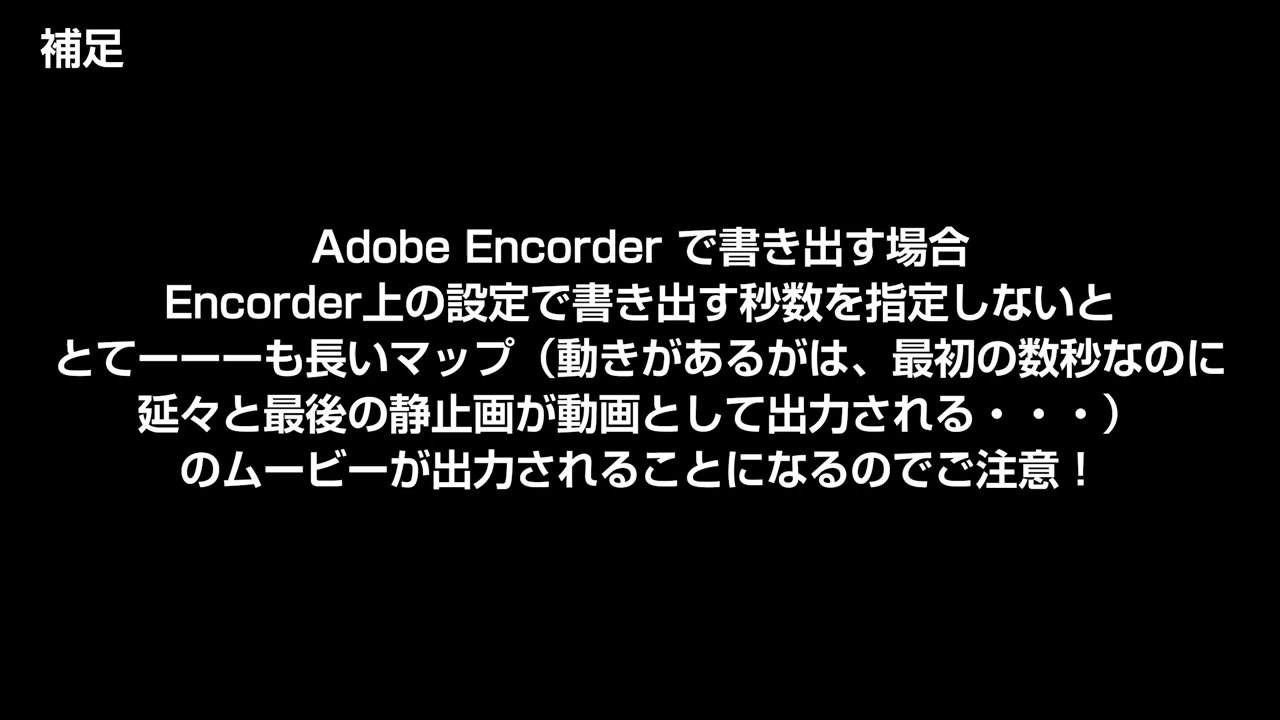 補足
Adobe Encorder で書き出す場合
Encorder上の設定で書き出す秒数を指定しないと
とてーーーも長いマップ（動きがあるがは、最初の数秒なのに
延々と最後の静止画が動画として出力される・・・）
のムービーが出力されることになるのでご注意！